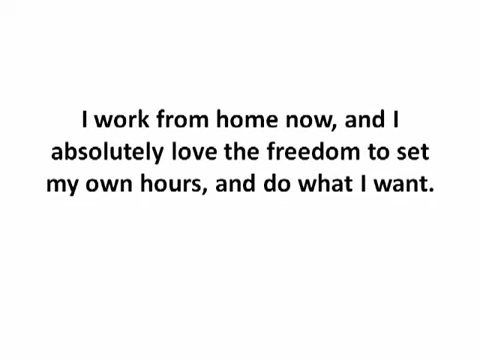 I work from home now, and I
absolutely love the freedom to set
my own hours, and do what I want.